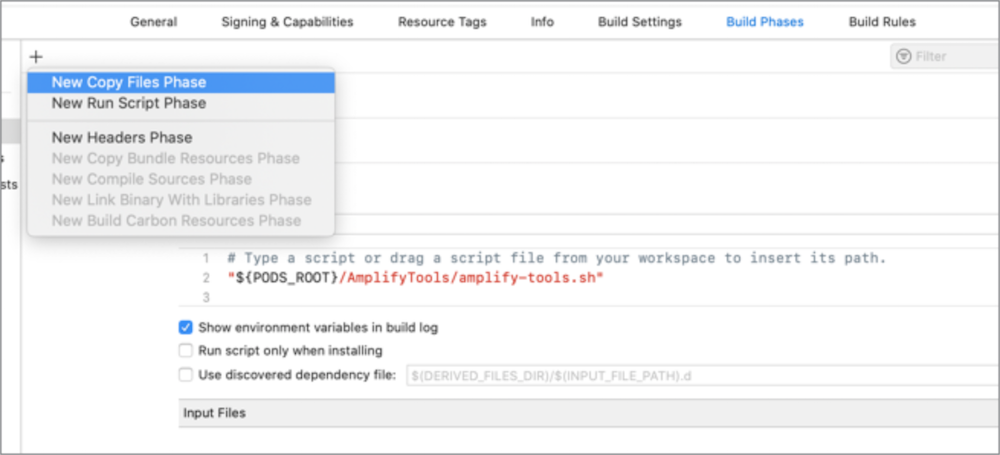 General Signing & Capabilities Resource Tags Info Build Settings Build Phases Build Rules
+ Filter
New Copy Files Phase
New Run Script Phase
New Headers Phase
New Copy Bundle Resources Phase
s
New Compile Sources Phase
sts
New Link Binary With Libraries Phase
New Build Carbon Resources Phase
1 # Type a script or drag a script file from your workspace to insert its path.
2 "${PODS_ROOT}/AmplifyTools/amplify-tools.sh"
3
Show environment variables in build log
Run script only when installing
Use discovered dependency file: $(DERIVED_FILES_DIR)/$(INPUT_FILE_PATH).d
Input Files